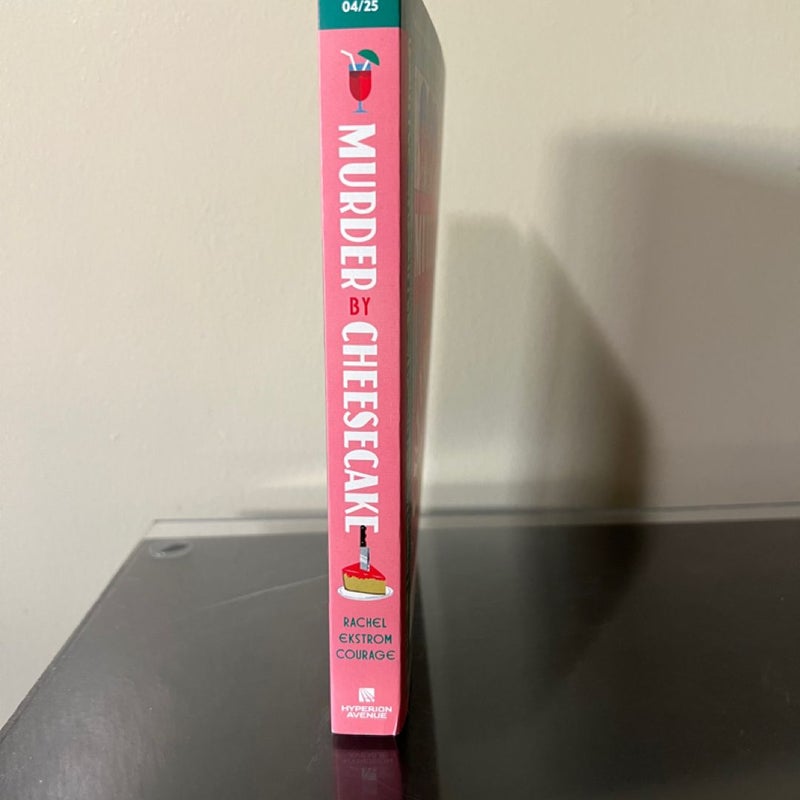 04/25
MURDER BY CHEESECAKE
RACHEL
EKSTROM
COURAGE
HYPERION
AVENUE